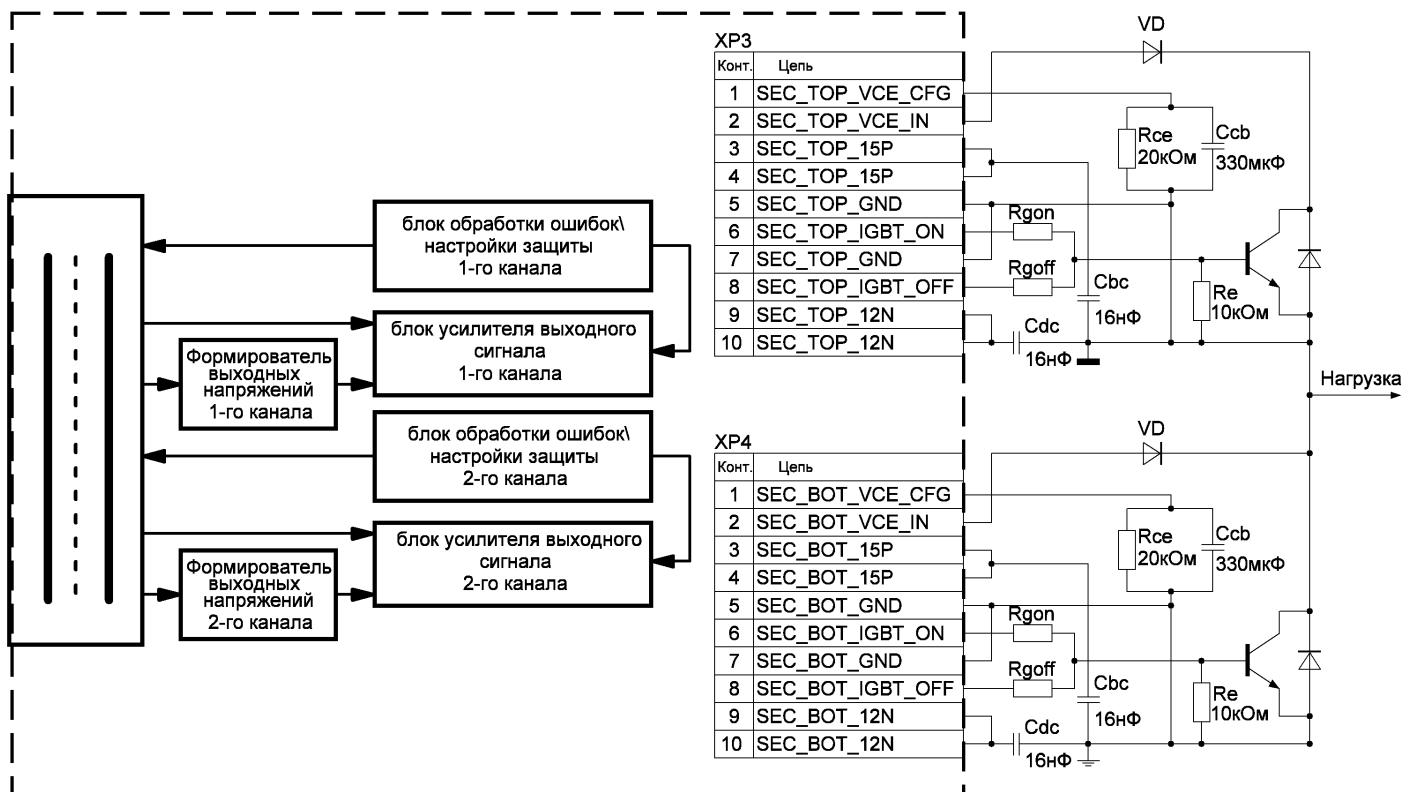 блок обработки ошибок\
настройки защиты
1-го канала
блок усилителя выходного
сигнала
1-го канала
Формирователь
выходных
напряжений
1-го канала
блок обработки ошибок\
настройки защиты
2-го канала
блок усилителя выходного
сигнала
2-го канала
Формирователь
выходных
напряжений
2-го канала
XP3
Конт. Цепь
1 SEC_TOP_VCE_CFG
2 SEC_TOP_VCE_IN
3 SEC_TOP_15P
4 SEC_TOP_15P
5 SEC_TOP_GND
6 SEC_TOP_IGBT_ON
7 SEC_TOP_GND
8 SEC_TOP_IGBT_OFF
9 SEC_TOP_12N
10 SEC_TOP_12N
VD
Rce
20кОм
Ccb
330мкФ
Rgon
Rgoff
Cbc
16нФ
Cdc
16нФ
Re
10кОм
Нагрузка
XP4
Конт. Цепь
1 SEC_BOT_VCE_CFG
2 SEC_BOT_VCE_IN
3 SEC_BOT_15P
4 SEC_BOT_15P
5 SEC_BOT_GND
6 SEC_BOT_IGBT_ON
7 SEC_BOT_GND
8 SEC_BOT_IGBT_OFF
9 SEC_BOT_12N
10 SEC_BOT_12N
VD
Rce
20кОм
Ccb
330мкФ
Rgon
Rgoff
Cbc
16нФ
Cdc
16нФ
Re
10кОм